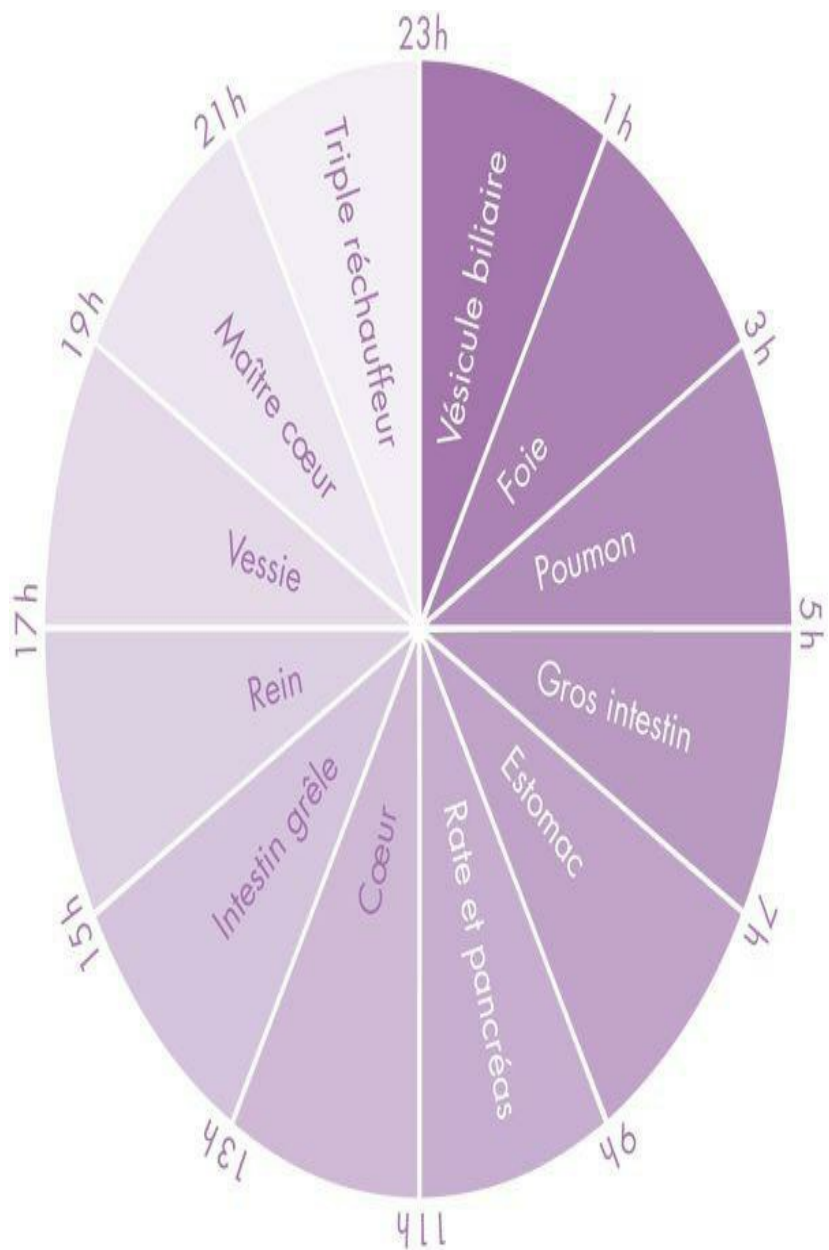 23h
1h
3h
5h
7h
9h
11h
13h
15h
17h
19h
21h
Vésicule biliaire
Foie
Poumon
Gros intestin
Estomac
Rate et pancréas
Cœur
Intestin grêle
Rein
Vessie
Maître cœur
Triple réchauffeur